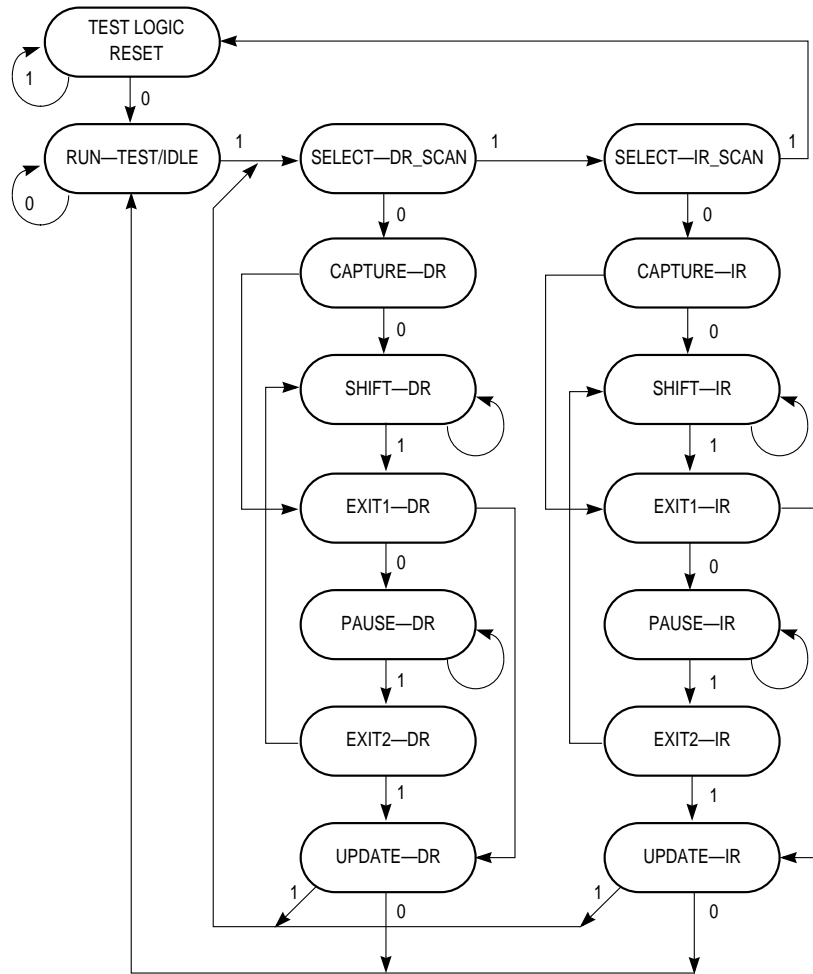 TEST LOGIC
RESET
1
0
RUN—TEST/IDLE
1
SELECT—DR_SCAN
1
SELECT—IR_SCAN
1
0
0
0
CAPTURE—DR
CAPTURE—IR
0
0
SHIFT—DR
SHIFT—IR
1
1
EXIT1—DR
EXIT1—IR
0
0
PAUSE—DR
PAUSE—IR
1
1
EXIT2—DR
EXIT2—IR
1
1
UPDATE—DR
UPDATE—IR
1
0
1
0